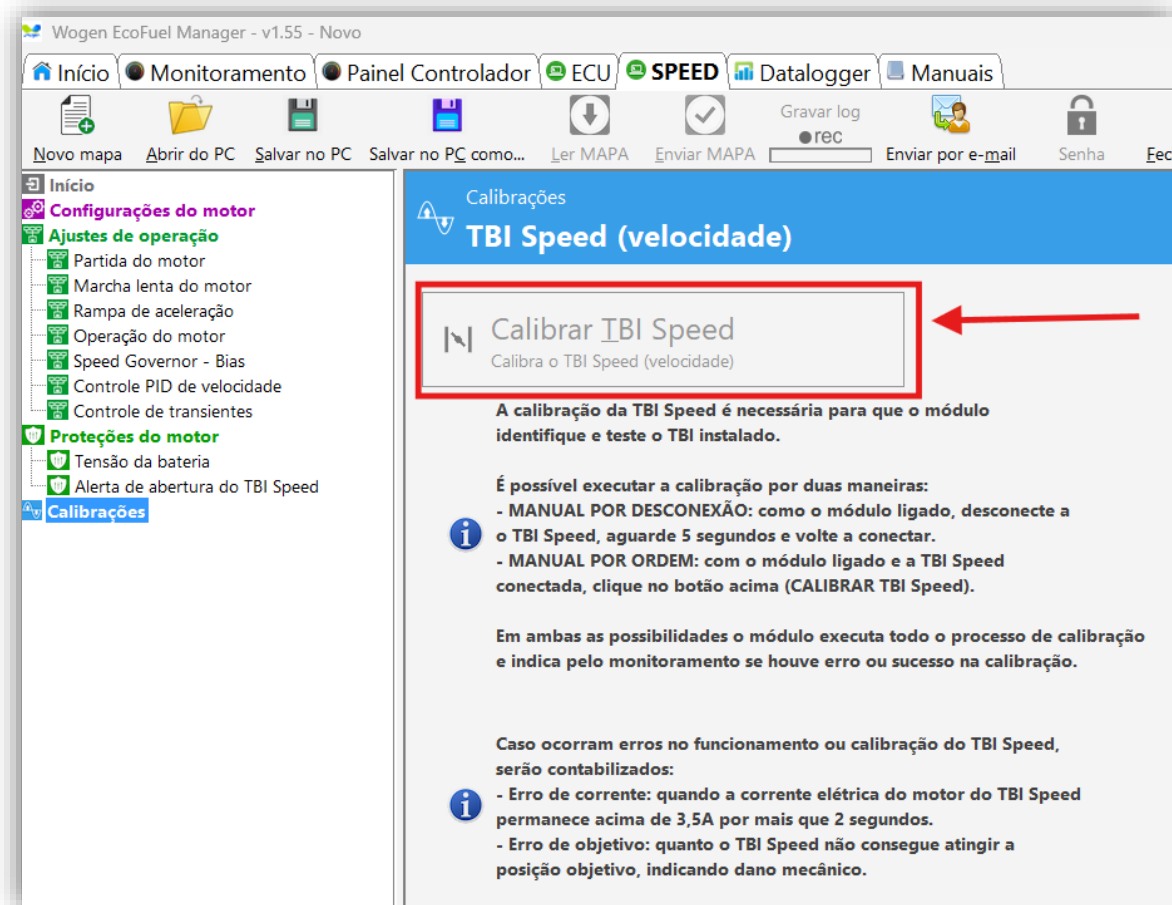 Wogen EcoFuel Manager - v1.55 - Novo
Início Monitoramento Painel Controlador ECU SPEED Datalogger Manuais
Gravar log
rec
Novo mapa Abrir do PC Salvar no PC Salvar no PC como... Ler MAPA Enviar MAPA Enviar por e-mail Senha Fec
Início
Configurações do motor
Ajustes de operação
Partida do motor
Marcha lenta do motor
Rampa de aceleração
Operação do motor
Speed Governor - Bias
Controle PID de velocidade
Controle de transientes
Proteções do motor
Tensão da bateria
Alerta de abertura do TBI Speed
Calibrações
Calibrações
TBI Speed (velocidade)
Calibrar TBI Speed
Calibra o TBI Speed (velocidade)
A calibração da TBI Speed é necessária para que o módulo
identifique e teste o TBI instalado.
É possível executar a calibração por duas maneiras:
- MANUAL POR DESCONEXÃO: como o módulo ligado, desconecte a
o TBI Speed, aguarde 5 segundos e volte a conectar.
- MANUAL POR ORDEM: com o módulo ligado e a TBI Speed
conectada, clique no botão acima (CALIBRAR TBI Speed).
Em ambas as possibilidades o módulo executa todo o processo de calibração
e indica pelo monitoramento se houve erro ou sucesso na calibração.
Caso ocorram erros no funcionamento ou calibração do TBI Speed,
serão contabilizados:
- Erro de corrente: quando a corrente elétrica do motor do TBI Speed
permanece acima de 3,5A por mais que 2 segundos.
- Erro de objetivo: quanto o TBI Speed não consegue atingir a
posição objetivo, indicando dano mecânico.